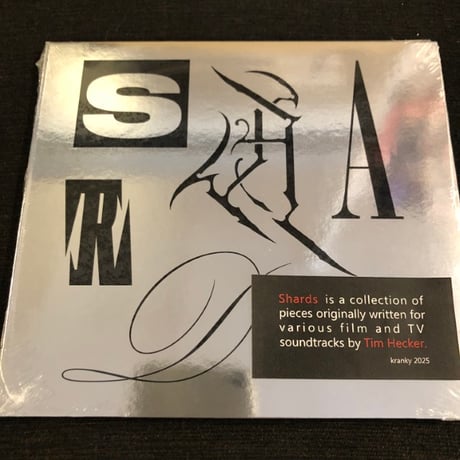 S H A
R
D
Shards is a collection of
pieces originally written for
various film and TV
soundtracks by Tim Hecker.
kranky 2025